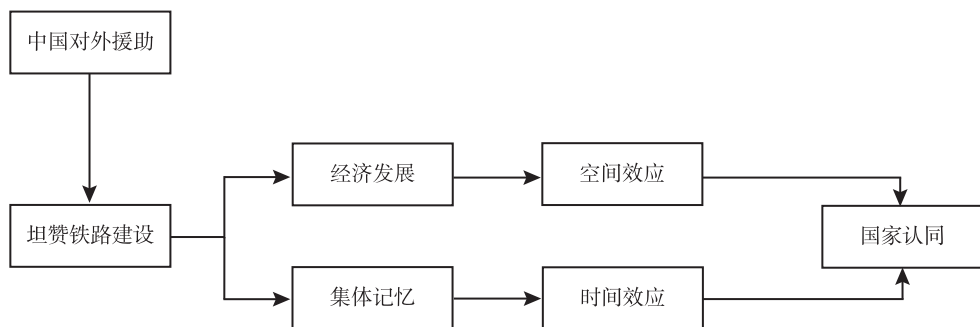 中国对外援助
经济发展
空间效应
坦赞铁路建设
国家认同
集体记忆
时间效应